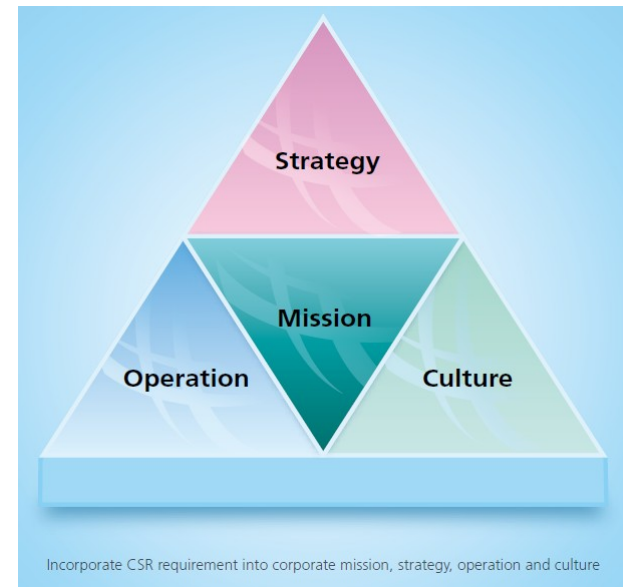 Strategy
Mission
Operation
Culture
Incorporate CSR requirement into corporate mission, strategy, operation and culture